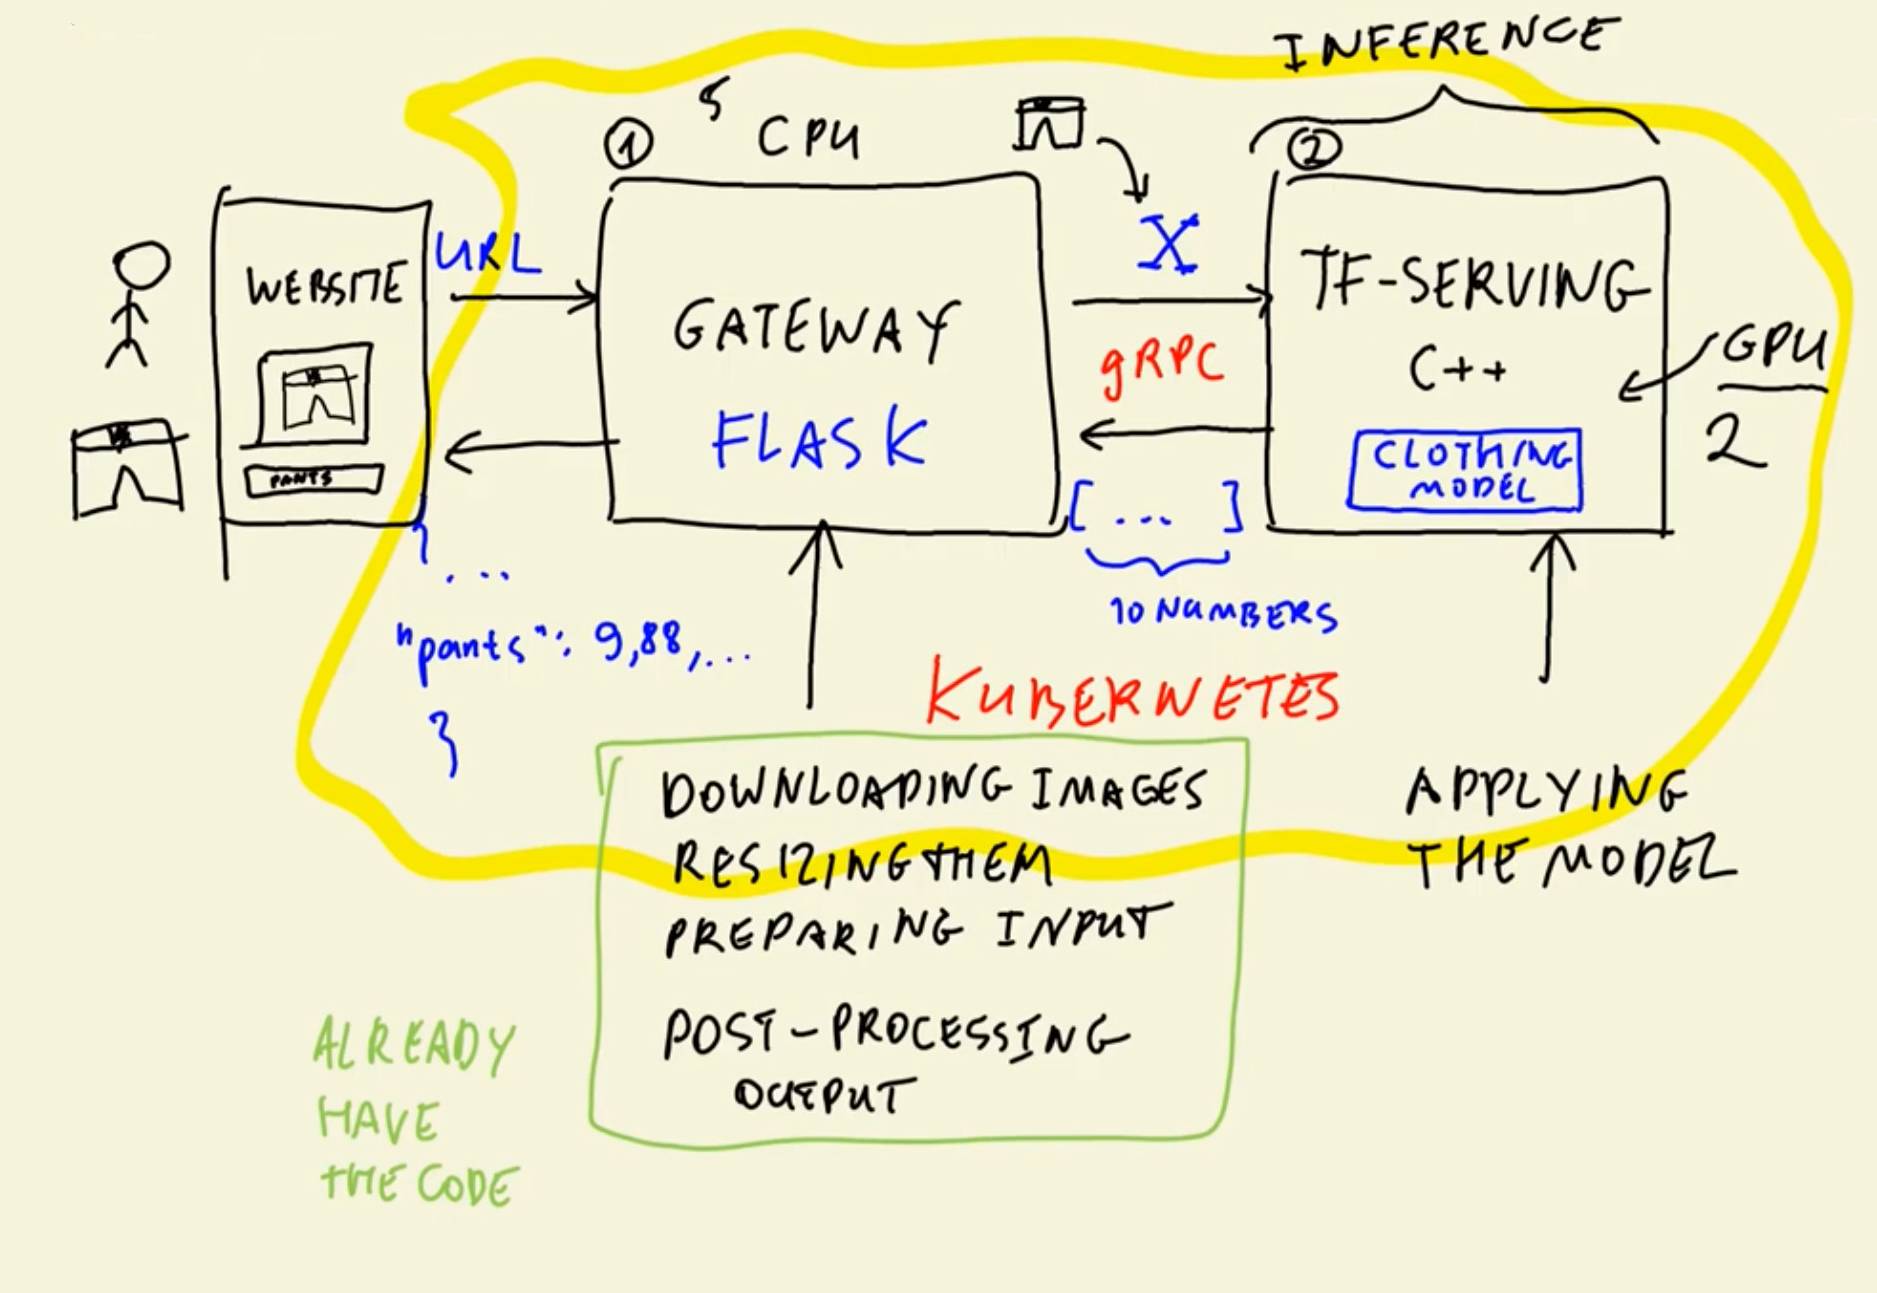 INFERENCE
5
① CPU
②
WEBSITE
PANTS
URL
GATEWAY
FLASK
X
gRPC
[ ... ]
10 NUMBERS
TF-SERVING
C++
CLOTHING
MODEL
GPU
2
{
...
"pants": 9,88,...
}
KUBERNETES
DOWNLOADING IMAGES
RESIZING THEM
PREPARING INPUT
POST-PROCESSING
OUTPUT
APPLYING
THE MODEL
ALREADY
HAVE
THE CODE